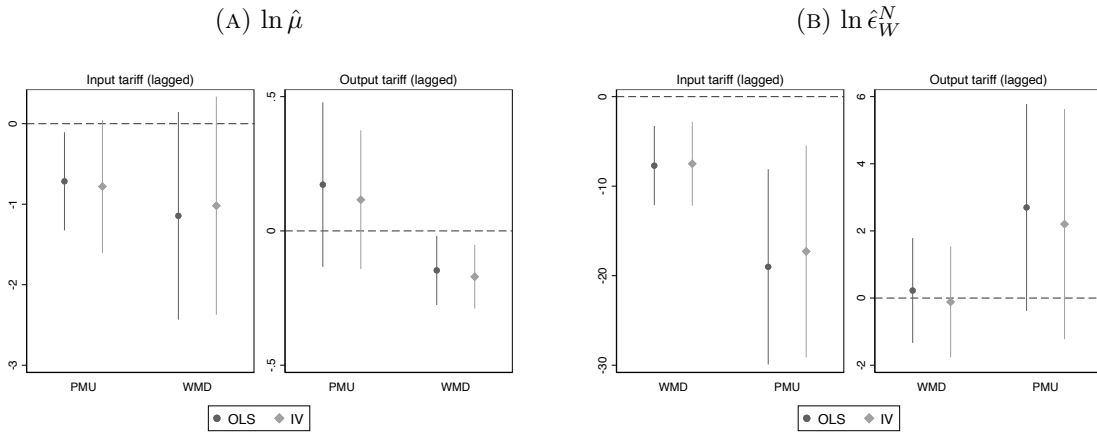 (A) ln μ̂
Input tariff (lagged)
0
-1
-2
-3
PMU WMD
Output tariff (lagged)
.5
0
-.5
PMU WMD
OLS IV
(B) ln ϵ̂_W^N
Input tariff (lagged)
0
-10
-20
-30
WMD PMU
Output tariff (lagged)
6
4
2
0
-2
WMD PMU
OLS IV